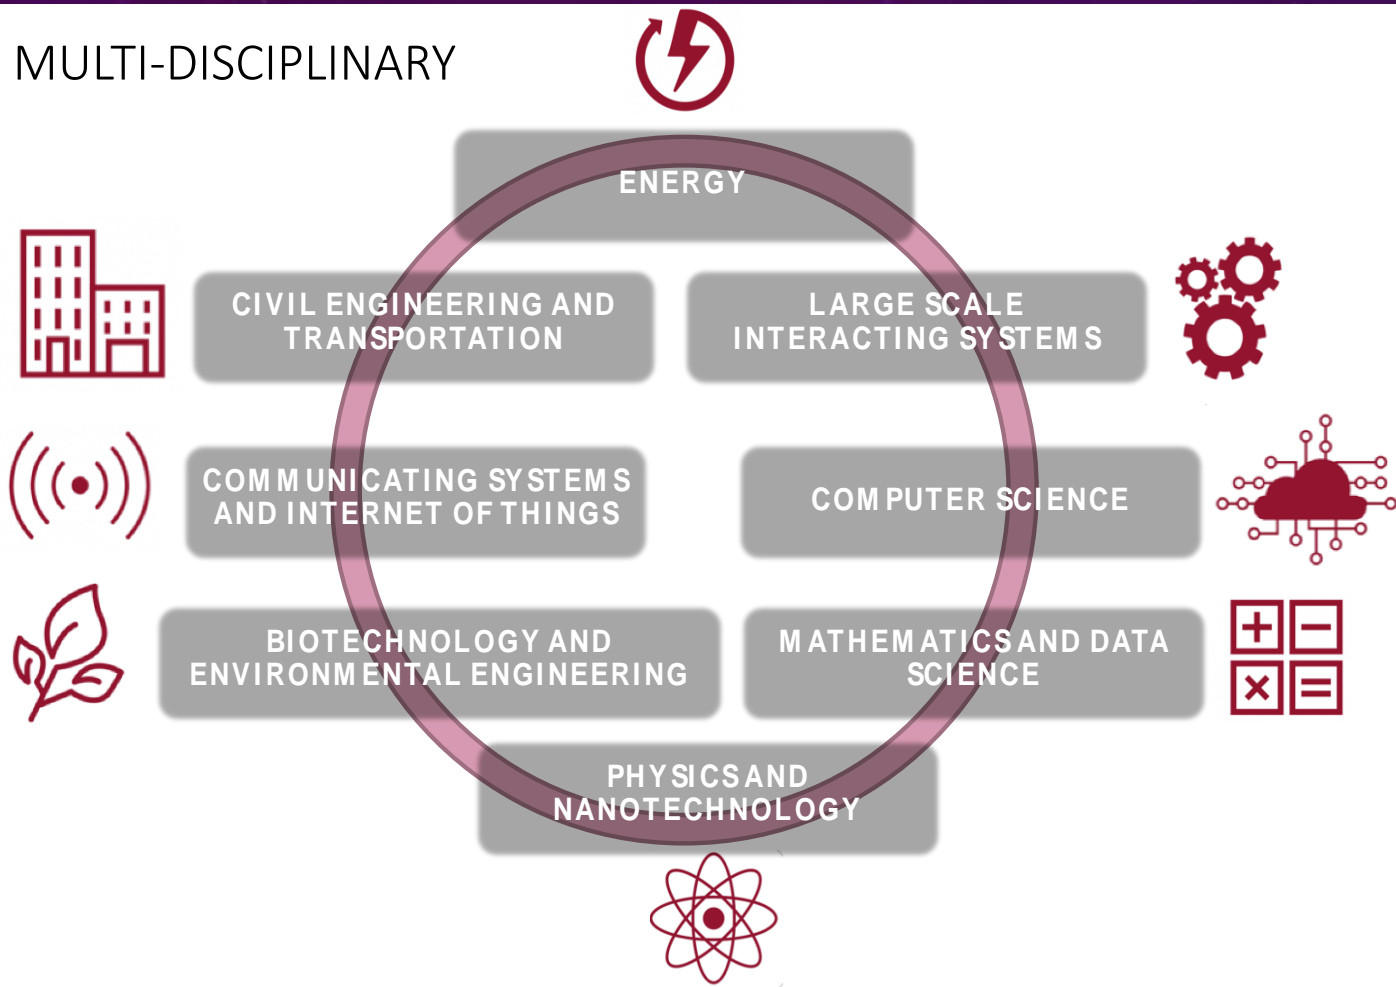 MULTI-DISCIPLINARY
ENERGY
CIVIL ENGINEERING AND
TRANSPORTATION
LARGE SCALE
INTERACTING SYSTEMS
COMMUNICATING SYSTEMS
AND INTERNET OF THINGS
COMPUTER SCIENCE
BIOTECHNOLOGY AND
ENVIRONMENTAL ENGINEERING
MATHEMATICS AND DATA
SCIENCE
PHYSICS AND
NANOTECHNOLOGY